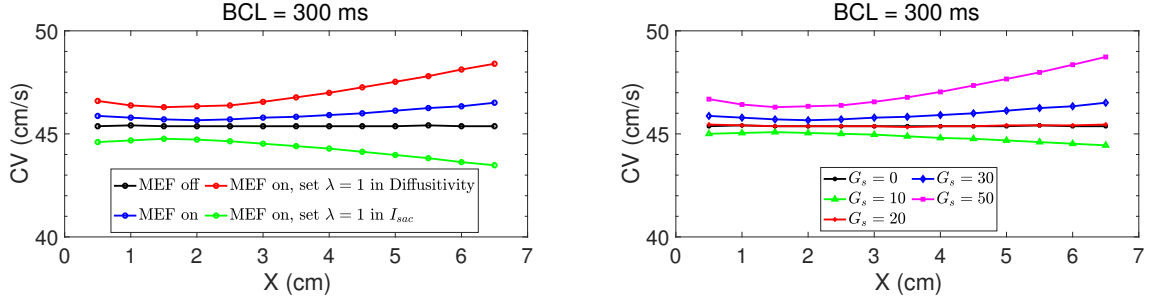 BCL = 300 ms
50
45
40
CV (cm/s)
MEF off
MEF on, set λ = 1 in Diffusitivity
MEF on
MEF on, set λ = 1 in I_sac
0 1 2 3 4 5 6 7
X (cm)
BCL = 300 ms
50
45
40
CV (cm/s)
G_s = 0
G_s = 30
G_s = 10
G_s = 50
G_s = 20
0 1 2 3 4 5 6 7
X (cm)